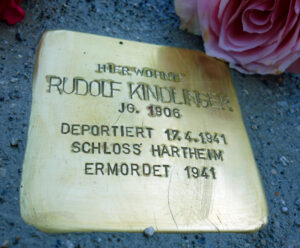 HIER WOHNTE
RUDOLF KINDLINGER
JG. 1906
DEPORTIERT 17.4.1941
SCHLOSS HARTHEIM
ERMORDET 1941